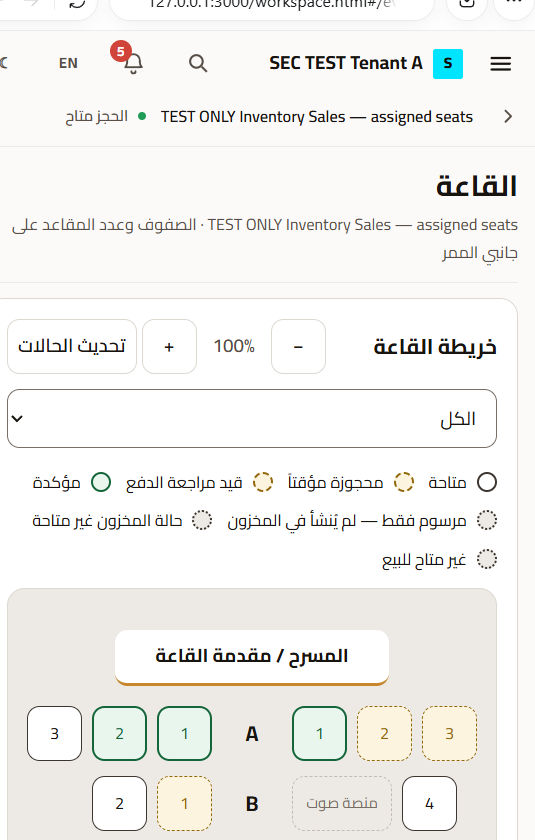 127.0.0.1:3000/workspace.html#/e
SEC TEST Tenant A S
5
EN
TEST ONLY Inventory Sales — assigned seats
الحجز متاح
القاعة
TEST ONLY Inventory Sales — assigned seats · الصفوف وعدد المقاعد على
جانبي الممر
خريطة القاعة
− 100% + تحديث الحالات
الكل
متاحة محجوزة مؤقتاً قيد مراجعة الدفع مؤكدة
مرسوم فقط — لم يُنشأ في المخزون حالة المخزون غير متاحة
غير متاح للبيع
المسرح / مقدمة القاعة
3 2 1 A 1 2 3
2 1 B منصة صوت 4